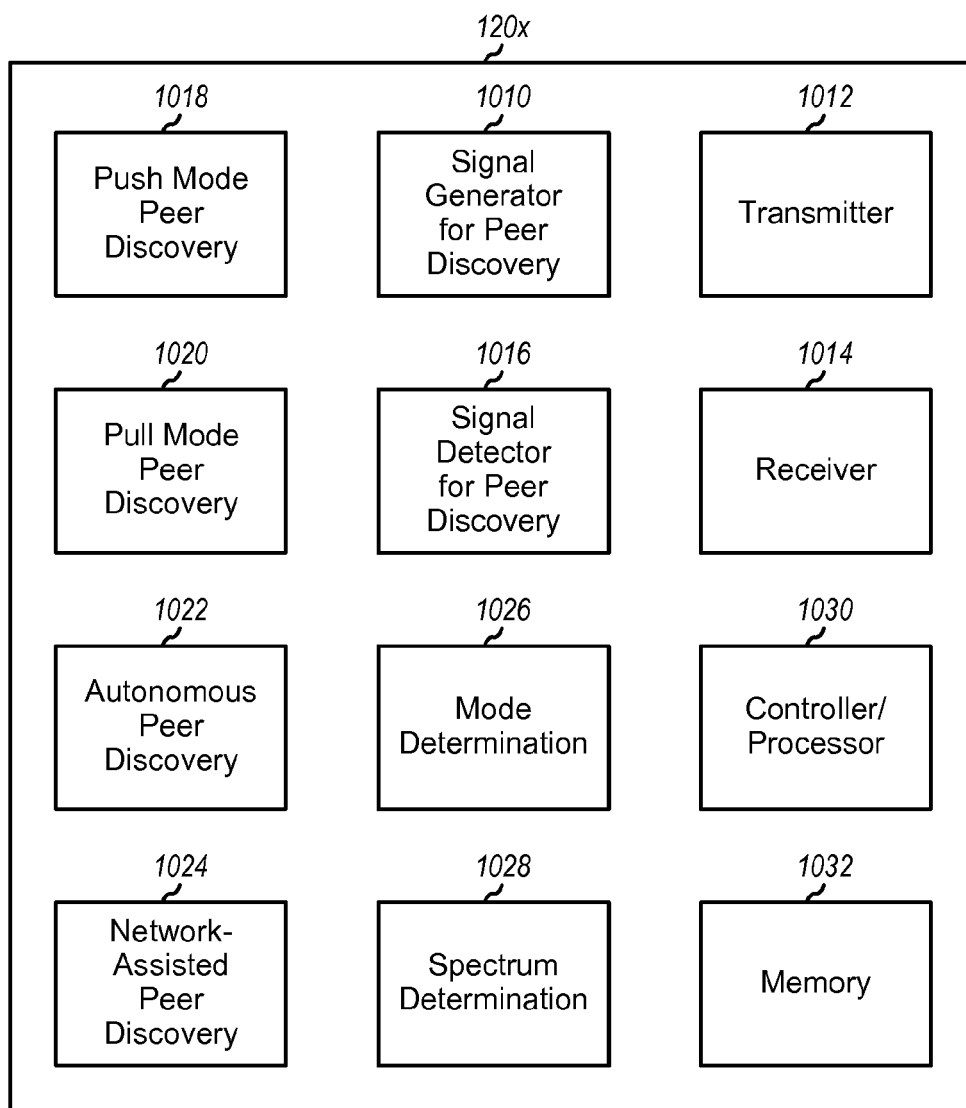 120x
1018
1010
1012
Push Mode
Peer
Discovery
Signal
Generator
for Peer
Discovery
Transmitter
1020
1016
1014
Pull Mode
Peer
Discovery
Signal
Detector
for Peer
Discovery
Receiver
1022
1026
1030
Autonomous
Peer
Discovery
Mode
Determination
Controller/
Processor
1024
1028
1032
Network-
Assisted
Peer
Discovery
Spectrum
Determination
Memory